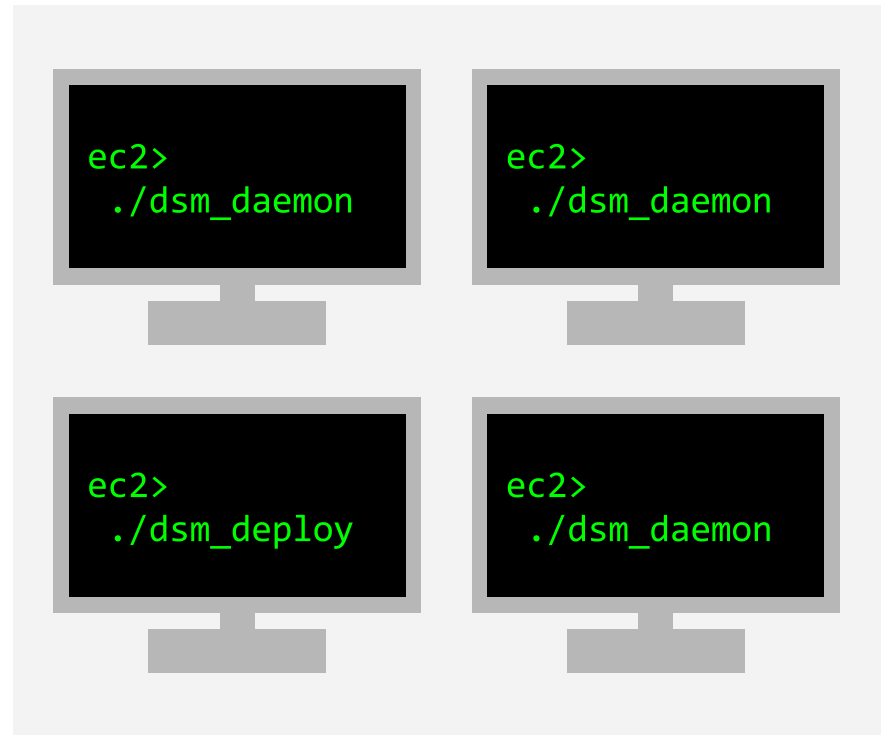 ec2>
./dsm_daemon
ec2>
./dsm_daemon
ec2>
./dsm_deploy
ec2>
./dsm_daemon